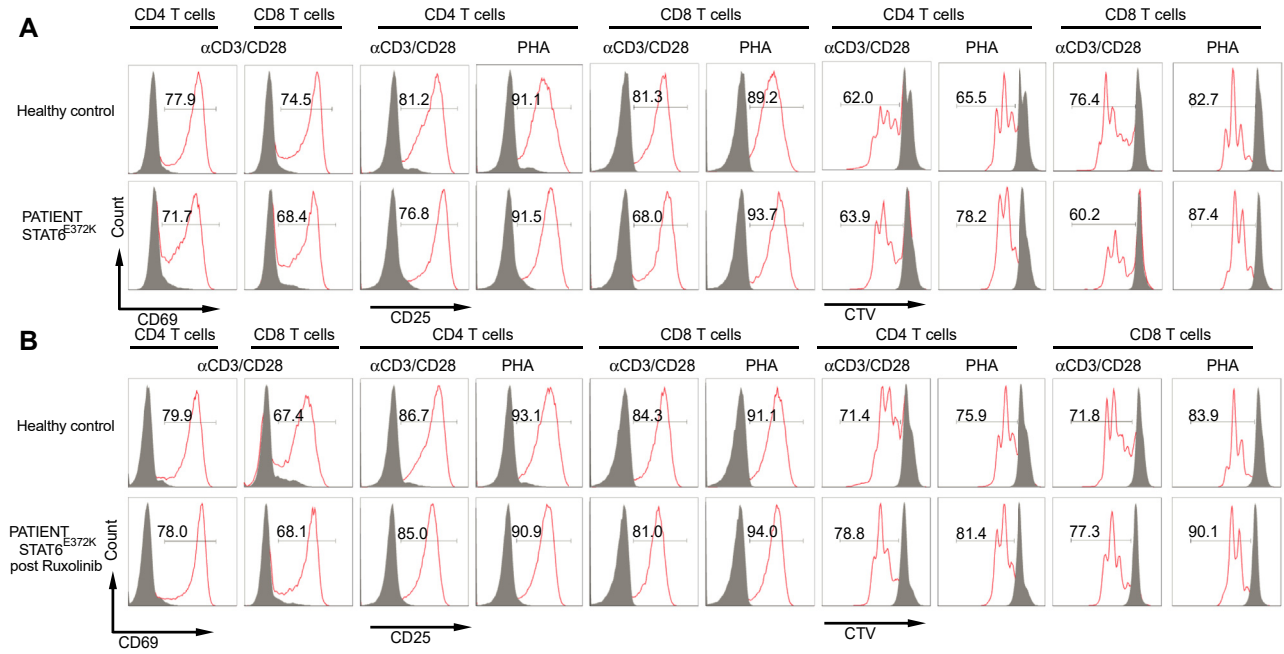 A
CD4 T cells CD8 T cells CD4 T cells CD8 T cells CD4 T cells CD8 T cells
αCD3/CD28 αCD3/CD28 PHA αCD3/CD28 PHA αCD3/CD28 PHA αCD3/CD28 PHA
Healthy control
77.9 74.5 81.2 91.1 81.3 89.2 62.0 65.5 76.4 82.7
PATIENT
STAT6E372K
71.7 68.4 76.8 91.5 68.0 93.7 63.9 78.2 60.2 87.4
Count
CD69 CD25 CTV
B
CD4 T cells CD8 T cells CD4 T cells CD8 T cells CD4 T cells CD8 T cells
αCD3/CD28 αCD3/CD28 PHA αCD3/CD28 PHA αCD3/CD28 PHA αCD3/CD28 PHA
Healthy control
79.9 67.4 86.7 93.1 84.3 91.1 71.4 75.9 71.8 83.9
PATIENT
STAT6E372K
post Ruxolinib
78.0 68.1 85.0 90.9 81.0 94.0 78.8 81.4 77.3 90.1
Count
CD69 CD25 CTV